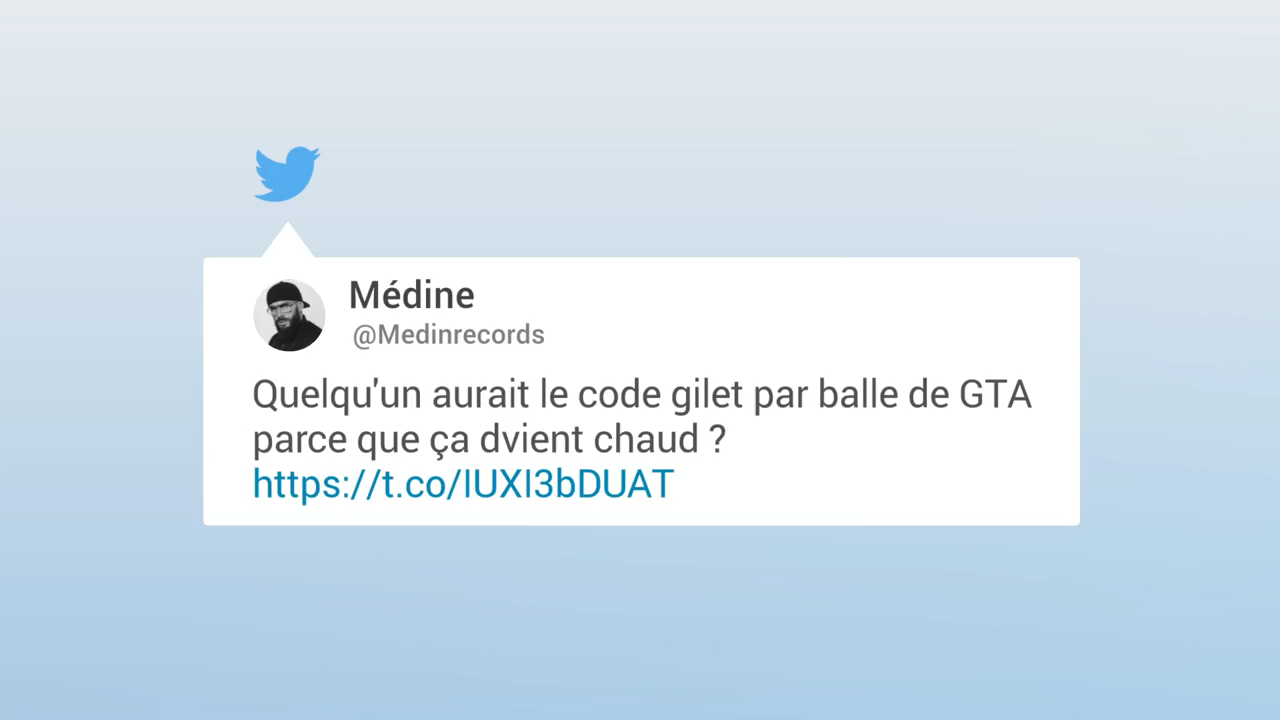 Médine
@Medinrecords
Quelqu'un aurait le code gilet par balle de GTA
parce que ça dvient chaud ?
https://t.co/IUXI3bDUAT